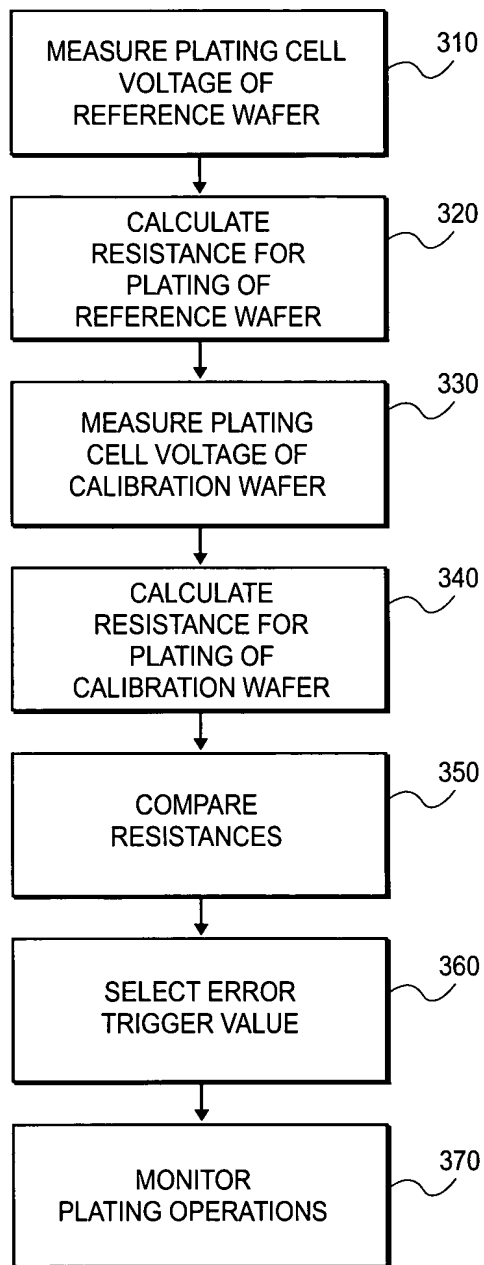 MEASURE PLATING CELL
VOLTAGE OF
REFERENCE WAFER
310
CALCULATE
RESISTANCE FOR
PLATING OF
REFERENCE WAFER
320
MEASURE PLATING
CELL VOLTAGE OF
CALIBRATION WAFER
330
CALCULATE
RESISTANCE FOR
PLATING OF
CALIBRATION WAFER
340
COMPARE
RESISTANCES
350
SELECT ERROR
TRIGGER VALUE
360
MONITOR
PLATING OPERATIONS
370